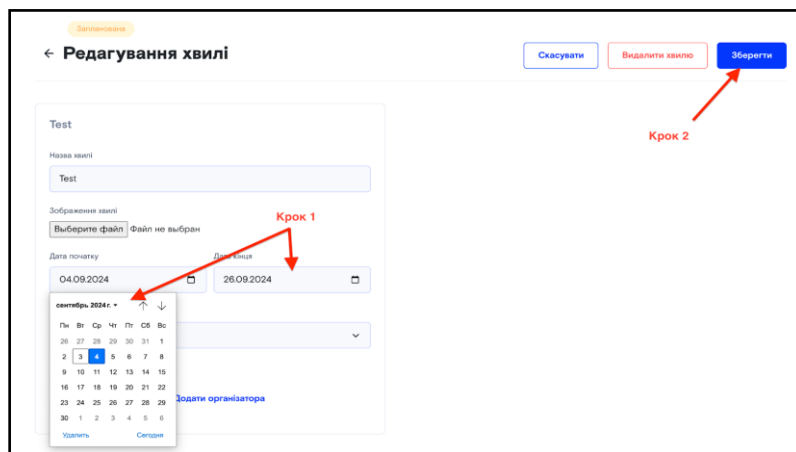 Запланована
← Редагування хвилі
Скасувати
Видалити хвилю
Зберегти
Крок 2
Test
Назва хвилі
Test
Зображення хвилі
Выберите файл Файл не выбран
Крок 1
Дата початку
Дата кінця
04.09.2024
26.09.2024
сентябрь 2024 г.
Пн Вт Ср Чт Пт Сб Вс
26 27 28 29 30 31 1
2 3 4 5 6 7 8
9 10 11 12 13 14 15
16 17 18 19 20 21 22
23 24 25 26 27 28 29
30 1 2 3 4 5 6
Удалить
Сегодня
Додати організатора